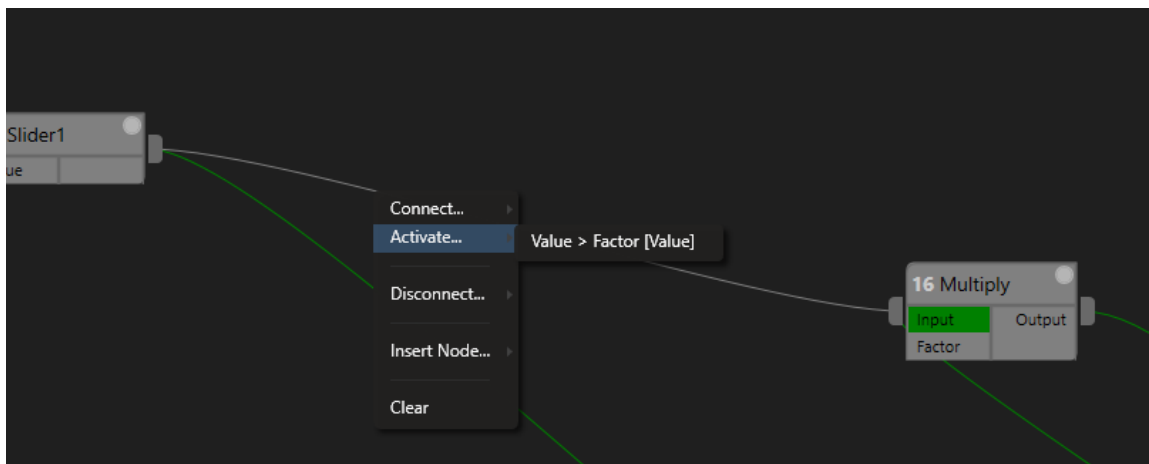 Slider1
ue
Connect...
Activate...
Value > Factor [Value]
Disconnect...
Insert Node...
Clear
16 Multiply
Input
Output
Factor